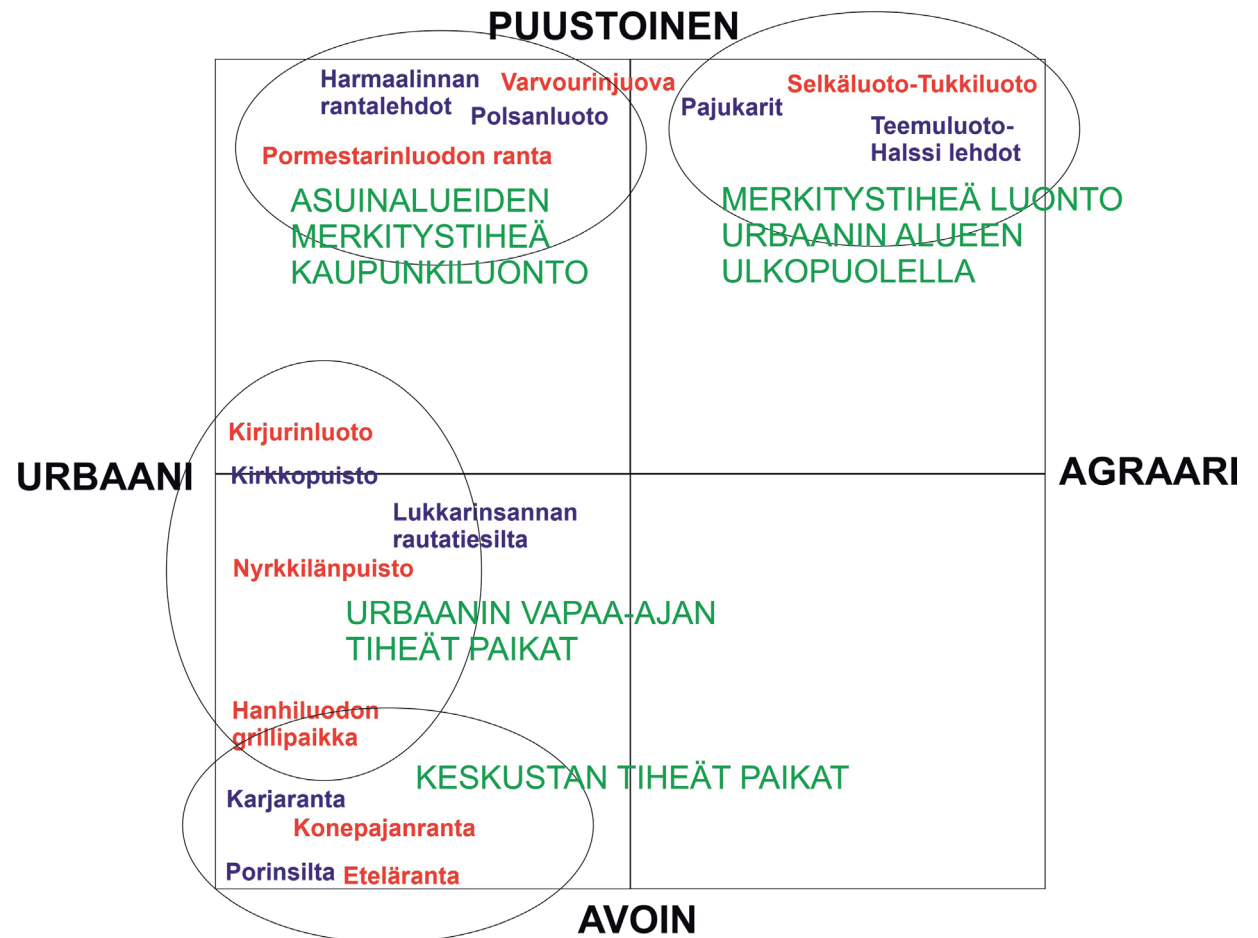 PUUSTOINEN
Harmaalinnan
rantalehdot
Varvourinjuova
Polsanluoto
Pormestarinluodon ranta
ASUINALUEIDEN
MERKITYSTIHEÄ
KAUPUNKILUONTO
Selkäluoto-Tukkiluoto
Pajukarit
Teemuluoto-
Halssi lehdot
MERKITYSTIHEÄ LUONTO
URBAANIN ALUEEN
ULKOPUOLELLA
URBAANI
AGRAARI
Kirjurinluoto
Kirkkopuisto
Lukkarinsannan
rautatiesilta
Nyrkkilänpuisto
URBAANIN VAPAA-AJAN
TIHEÄT PAIKAT
Hanhiluodon
grillipaikka
KESKUSTAN TIHEÄT PAIKAT
Karjaranta
Konepajanranta
Porinsilta
Eteläranta
AVOIN